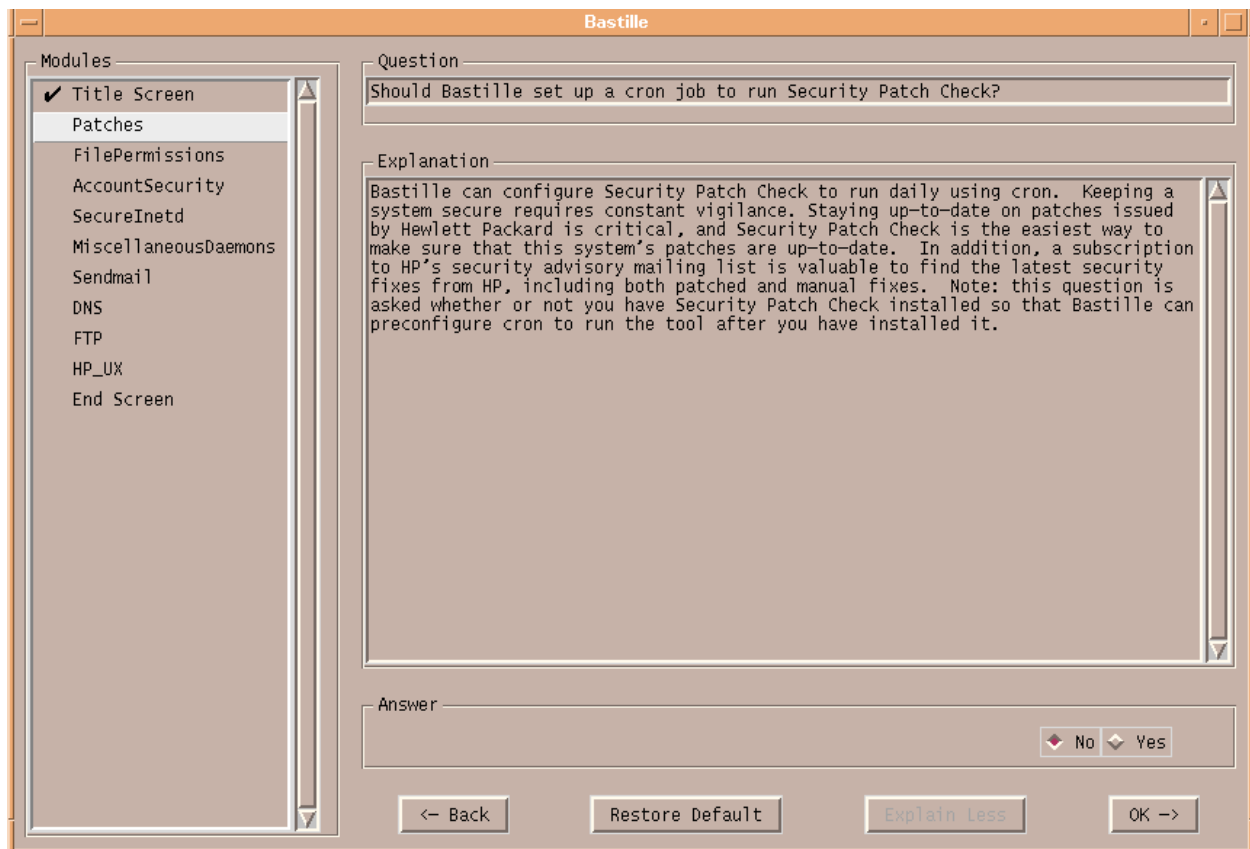 Bastille
Modules
✔ Title Screen
Patches
FilePermissions
AccountSecurity
SecureInetd
MiscellaneousDaemons
Sendmail
DNS
FTP
HP_UX
End Screen
Question
Should Bastille set up a cron job to run Security Patch Check?
Explanation
Bastille can configure Security Patch Check to run daily using cron.  Keeping a
system secure requires constant vigilance. Staying up-to-date on patches issued
by Hewlett Packard is critical, and Security Patch Check is the easiest way to
make sure that this system's patches are up-to-date.  In addition, a subscription
to HP's security advisory mailing list is valuable to find the latest security
fixes from HP, including both patched and manual fixes.  Note: this question is
asked whether or not you have Security Patch Check installed so that Bastille can
preconfigure cron to run the tool after you have installed it.
Answer
No Yes
<- Back Restore Default Explain Less OK ->